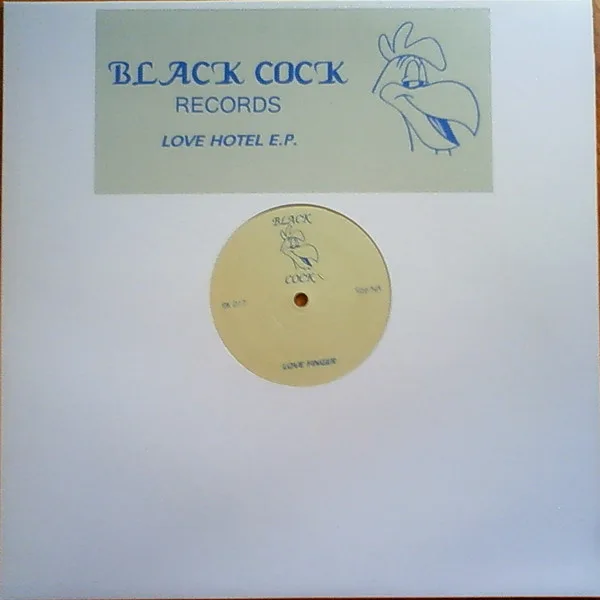 BLACK COCK
RECORDS
LOVE HOTEL E.P.
BLACK
COCK
LOVE FINGER